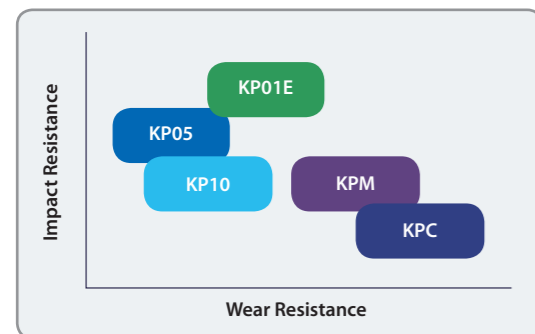 Impact Resistance
KP01E
KP05
KP10
KPM
KPC
Wear Resistance